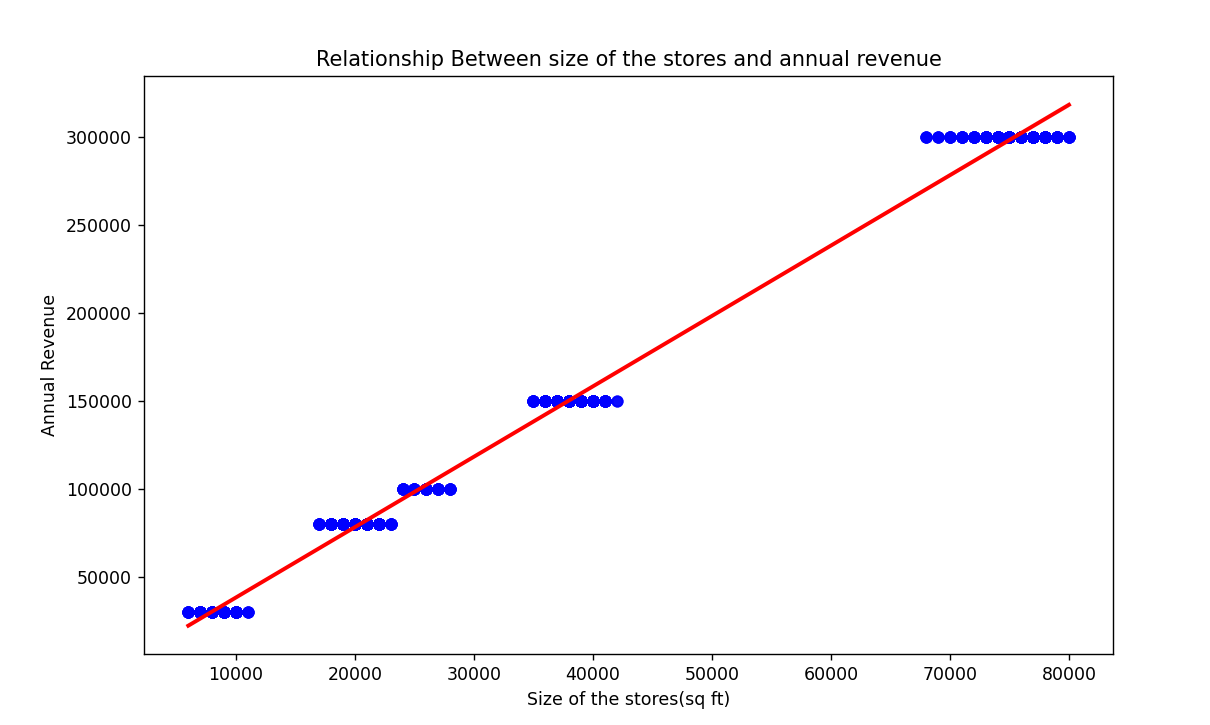 Relationship Between size of the stores and annual revenue
300000
250000
200000
150000
100000
50000
Annual Revenue
10000 20000 30000 40000 50000 60000 70000 80000
Size of the stores(sq ft)